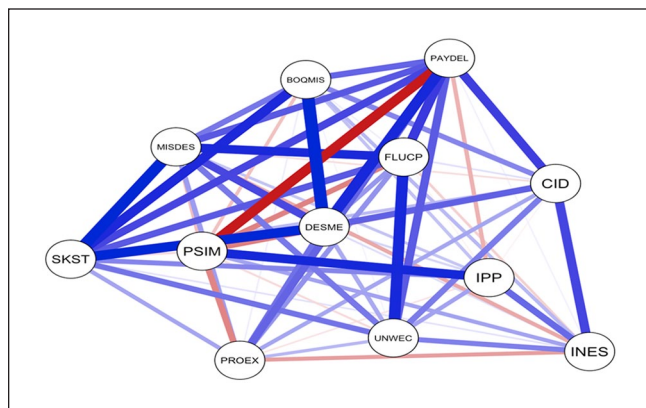 PAYDEL
BOQMIS
MISDES
FLUCP
CID
DESME
PSIM
SKST
IPP
UNWEC
INES
PROEX